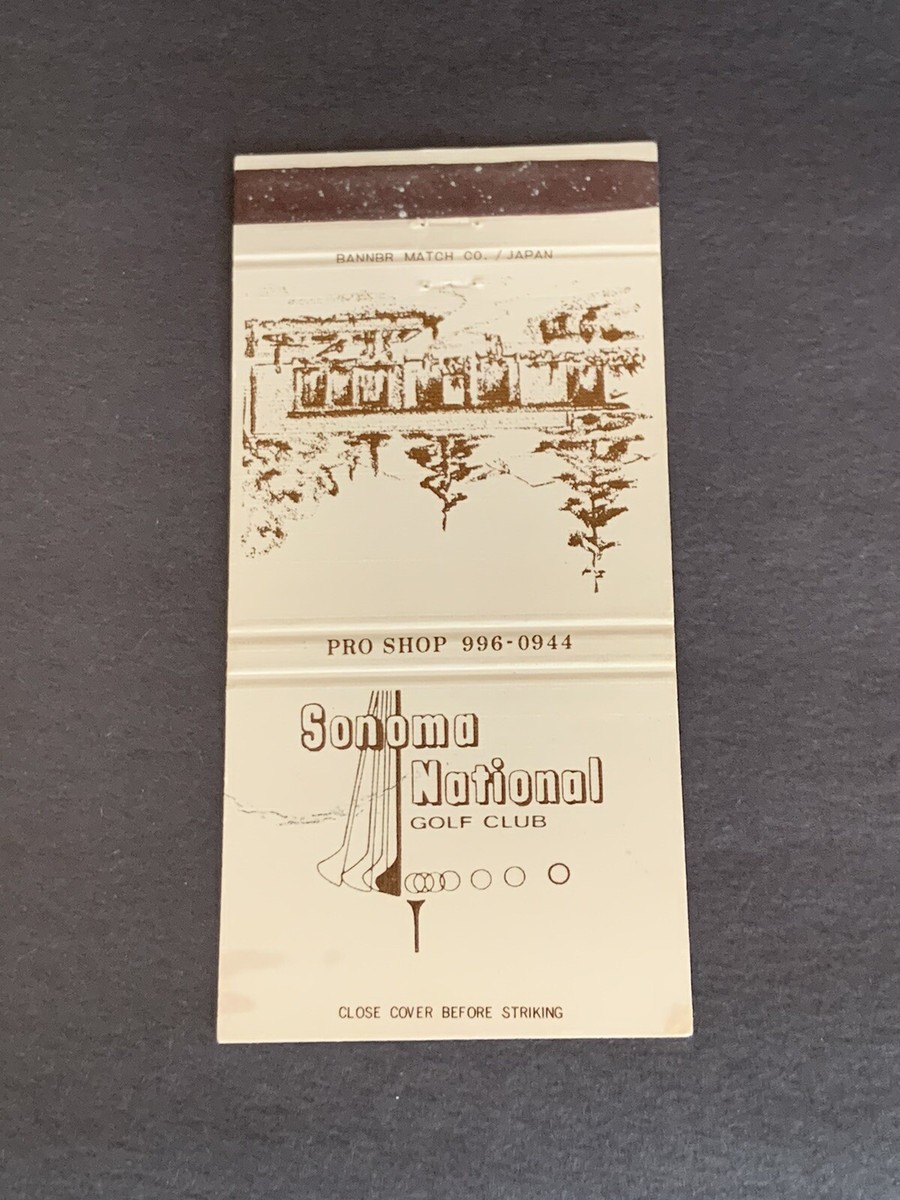 BANNBR MATCH CO. / JAPAN
PRO SHOP 996-0944
Sonoma
National
GOLF CLUB
CLOSE COVER BEFORE STRIKING